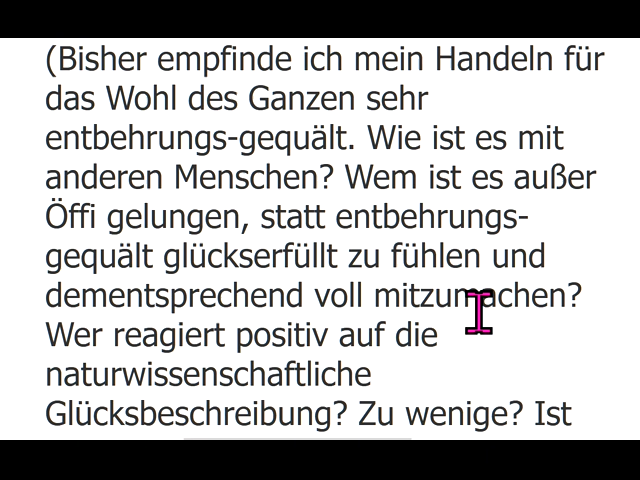 (Bisher empfinde ich mein Handeln für
das Wohl des Ganzen sehr
entbehrungs-gequält. Wie ist es mit
anderen Menschen? Wem ist es außer
Öffi gelungen, statt entbehrungs-
gequält glückserfüllt zu fühlen und
dementsprechend voll mitzumachen?
Wer reagiert positiv auf die
naturwissenschaftliche
Glücksbeschreibung? Zu wenige? Ist